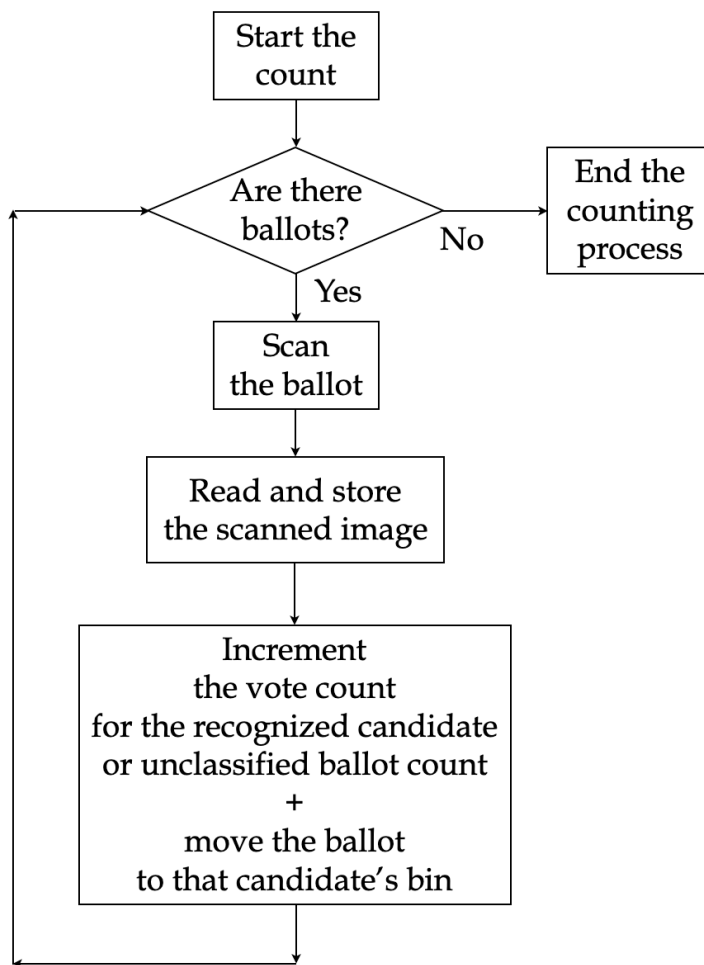 Start the
count
Are there
ballots?
No
End the
counting
process
Yes
Scan
the ballot
Read and store
the scanned image
Increment
the vote count
for the recognized candidate
or unclassified ballot count
+
move the ballot
to that candidate's bin